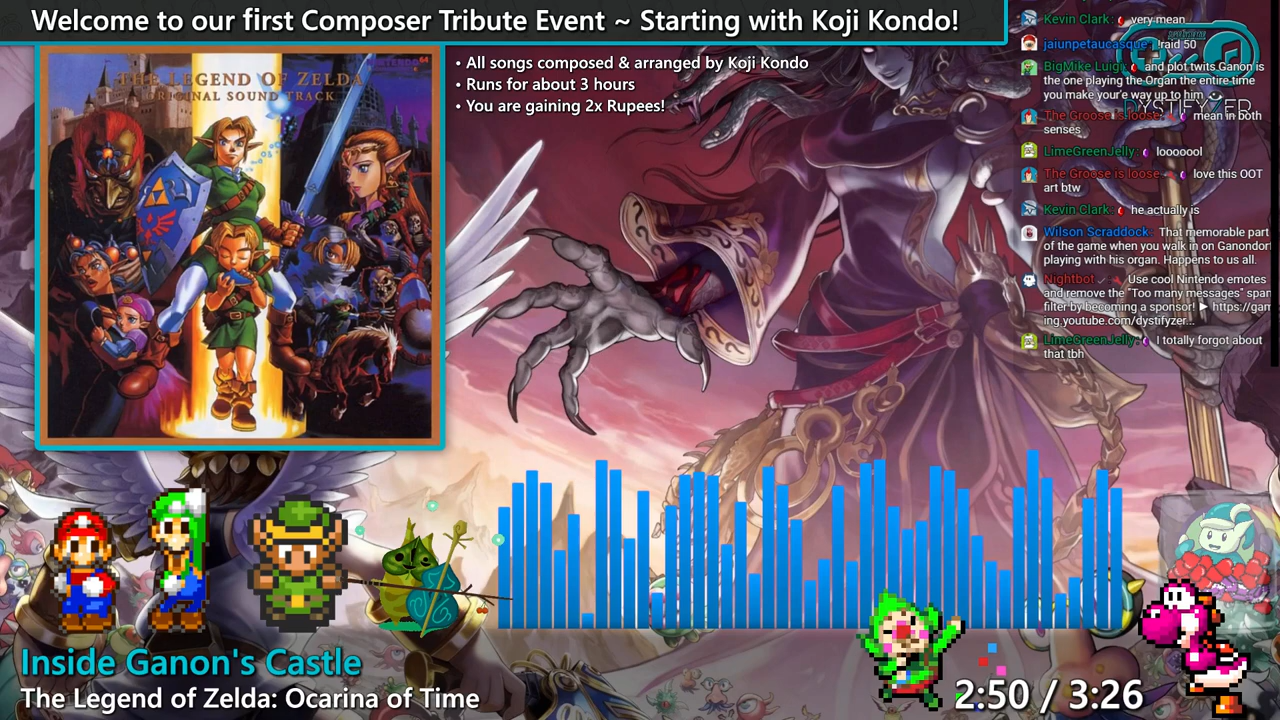 Welcome to our first Composer Tribute Event ~ Starting with Koji Kondo!
NINTENDO 64
THE LEGEND OF ZELDA
ORIGINAL SOUND TRACK
• All songs composed & arranged by Koji Kondo
• Runs for about 3 hours
• You are gaining 2x Rupees!
Kevin Clark: very mean
jaiunpetaucasque: !raid 50
BigMike Luigi: and plot twits Ganon is
the one playing the Organ the entire time
you make your'e way up to him
DYSTIFYZER
The Groose is loose: mean in both
senses
LimeGreenJelly: looooool
The Groose is loose: love this OOT
art btw
Kevin Clark: he actually is
Wilson Scraddock: That memorable part
of the game when you walk in on Ganondorf
playing with his organ. Happens to us all.
Nightbot: Use cool Nintendo emotes
and remove the "Too many messages" spam
filter by becoming a sponsor! ► https://gam
ing.youtube.com/dystifyzer...
LimeGreenJelly: I totally forgot about
that tbh
Inside Ganon's Castle
The Legend of Zelda: Ocarina of Time
2:50 / 3:26